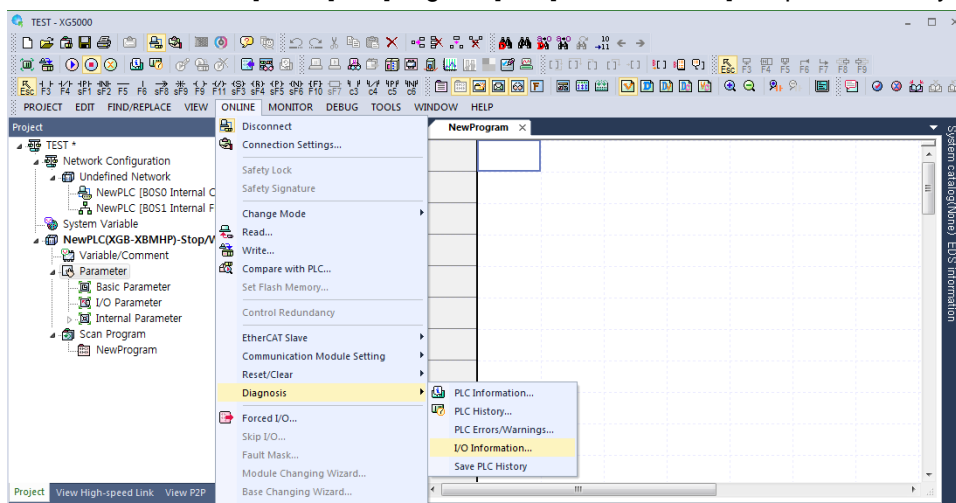 TEST - XG5000
PROJECT EDIT FIND/REPLACE VIEW ONLINE MONITOR DEBUG TOOLS WINDOW HELP
Project
TEST *
Network Configuration
Undefined Network
NewPLC [B0S0 Internal C
NewPLC [B0S1 Internal F
System Variable
NewPLC(XGB-XBMHP)-Stop/
Variable/Comment
Parameter
Basic Parameter
I/O Parameter
Internal Parameter
Scan Program
NewProgram
Project View High-speed Link View P2P
Disconnect
Connection Settings...
Safety Lock
Safety Signature
Change Mode
Read...
Write...
Compare with PLC...
Set Flash Memory...
Control Redundancy
EtherCAT Slave
Communication Module Setting
Reset/Clear
Diagnosis
Forced I/O...
Skip I/O...
Fault Mask...
Module Changing Wizard...
Base Changing Wizard...
PLC Information...
PLC History...
PLC Errors/Warnings...
I/O Information...
Save PLC History
NewProgram
System catalog(None)
EDS information